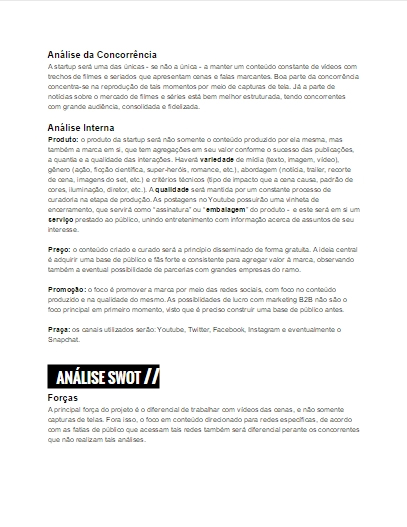 Análise da Concorrência
A startup será uma das únicas - se não a única - a manter um conteúdo constante de vídeos com
trechos de filmes e seriados que apresentam cenas e falas marcantes. Boa parte da concorrência
concentra-se na reprodução de tais momentos por meio de capturas de tela. Já a parte de
notícias sobre o mercado de filmes e séries está bem melhor estruturada, tendo concorrentes
com grande audiência, consolidada e fidelizada.
Análise Interna
Produto: o produto da startup será não somente o conteúdo produzido por ela mesma, mas
também a marca em si, que tem agregações em seu valor conforme o sucesso das publicações,
a quantia e a qualidade das interações. Haverá variedade de mídia (texto, imagem, vídeo),
gênero (ação, ficção científica, super-heróis, romance, etc.), abordagem (notícia, trailer, recorte
de cena, imagens do set, etc.) e critérios técnicos (tipo de impacto que a cena causa, padrão de
cores, iluminação, diretor, etc.). A qualidade será mantida por um constante processo de
curadoria na etapa de produção. As postagens no Youtube possuirão uma vinheta de
encerramento, que servirá como "assinatura" ou "embalagem" do produto - e este será em si um
serviço prestado ao público, unindo entretenimento com informação acerca de assuntos de seu
interesse.
Preço: o conteúdo criado e curado será a princípio disseminado de forma gratuita. A ideia central
é adquirir uma base de público e fãs forte e consistente para agregar valor à marca, observando
também a eventual possibilidade de parcerias com grandes empresas do ramo.
Promoção: o foco é promover a marca por meio das redes sociais, com foco no conteúdo
produzido e na qualidade do mesmo. As possiblidades de lucro com marketing B2B não são o
foco principal em primeiro momento, visto que é preciso construir uma base de público antes.
Praça: os canais utilizados serão: Youtube, Twitter, Facebook, Instagram e eventualmente o
Snapchat.
ANÁLISE SWOT //
Forças
A principal força do projeto é o diferencial de trabalhar com vídeos das cenas, e não somente
capturas de telas. Fora isso, o foco em conteúdo direcionado para redes específicas, de acordo
com as fatias de público que acessam tais redes também será diferencial perante os concorrentes
que não realizam tais análises.